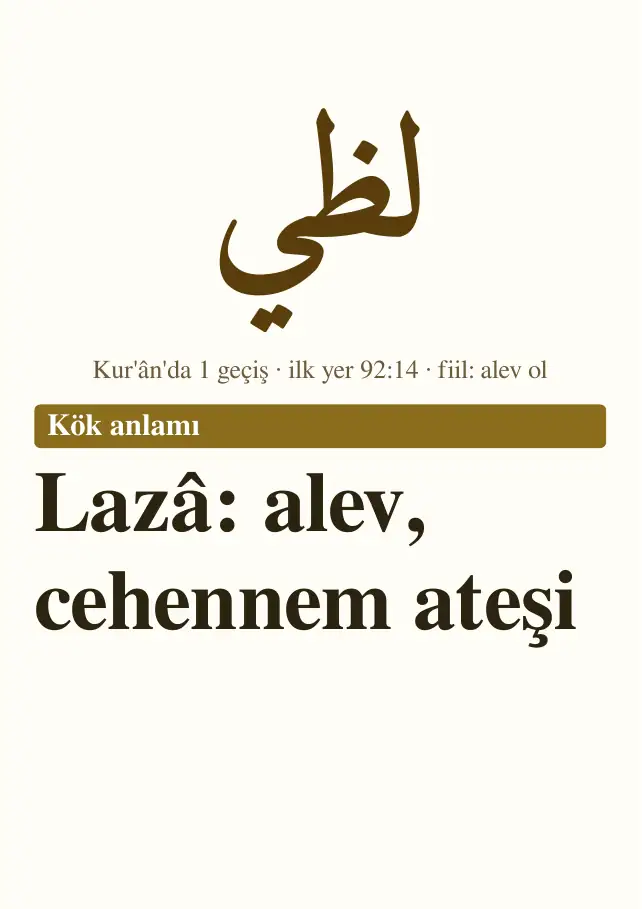 لظي
Kur'ân'da 1 geçiş · ilk yer 92:14 · fiil: alev ol
Kök anlamı
Lazâ: alev,
cehennem ateşi